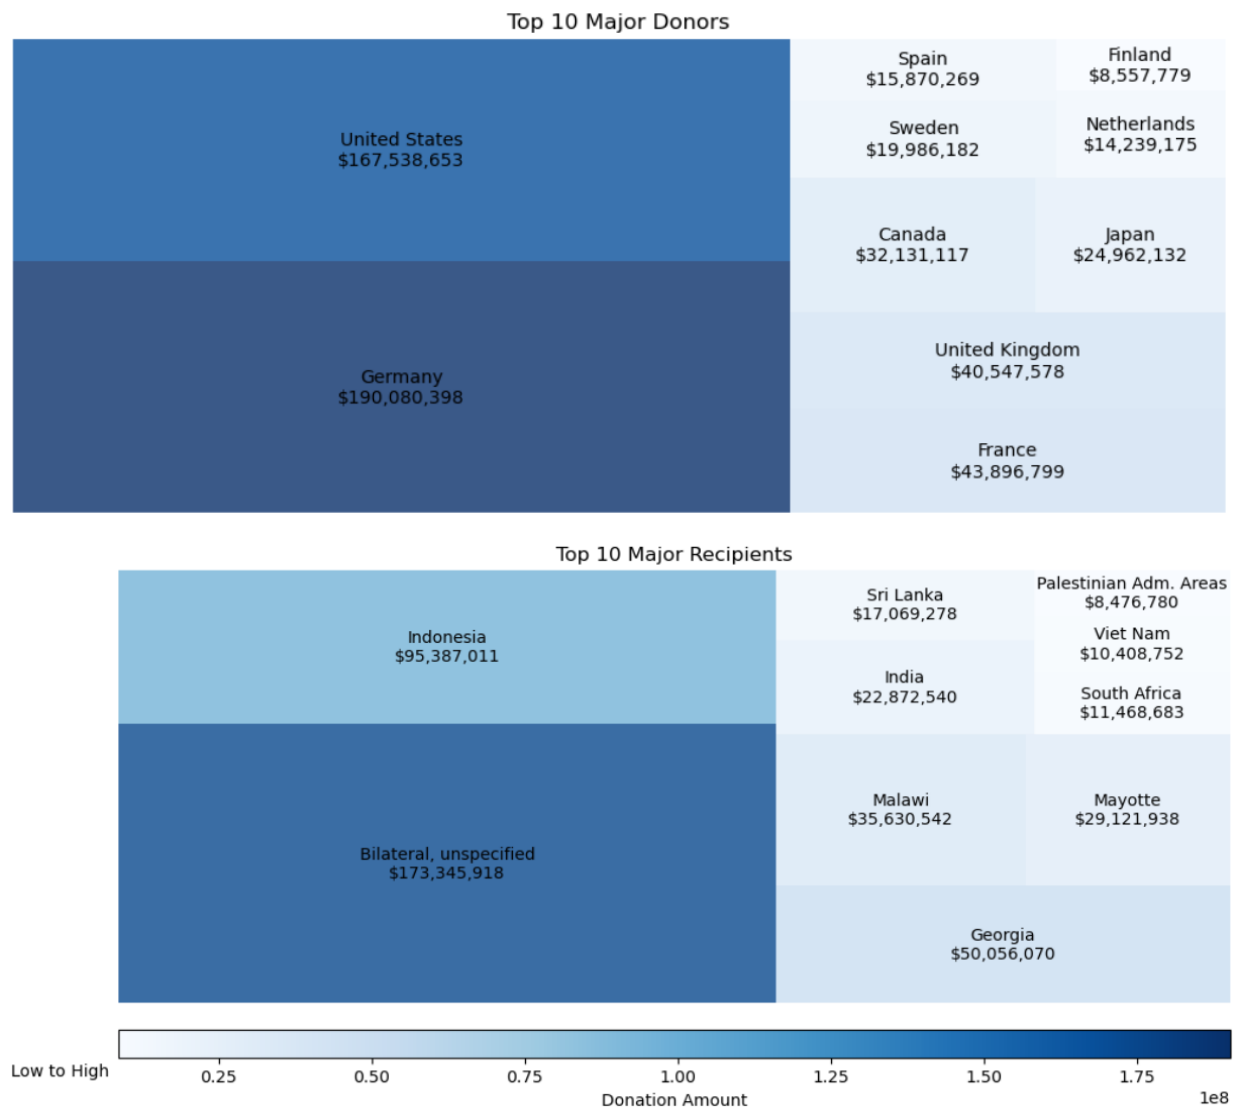 Top 10 Major Donors
United States
$167,538,653
Germany
$190,080,398
Spain
$15,870,269
Finland
$8,557,779
Sweden
$19,986,182
Netherlands
$14,239,175
Canada
$32,131,117
Japan
$24,962,132
United Kingdom
$40,547,578
France
$43,896,799
Top 10 Major Recipients
Indonesia
$95,387,011
Bilateral, unspecified
$173,345,918
Sri Lanka
$17,069,278
Palestinian Adm. Areas
$8,476,780
Viet Nam
$10,408,752
India
$22,872,540
South Africa
$11,468,683
Malawi
$35,630,542
Mayotte
$29,121,938
Georgia
$50,056,070
Low to High
0.25 0.50 0.75 1.00 1.25 1.50 1.75
Donation Amount
1e8